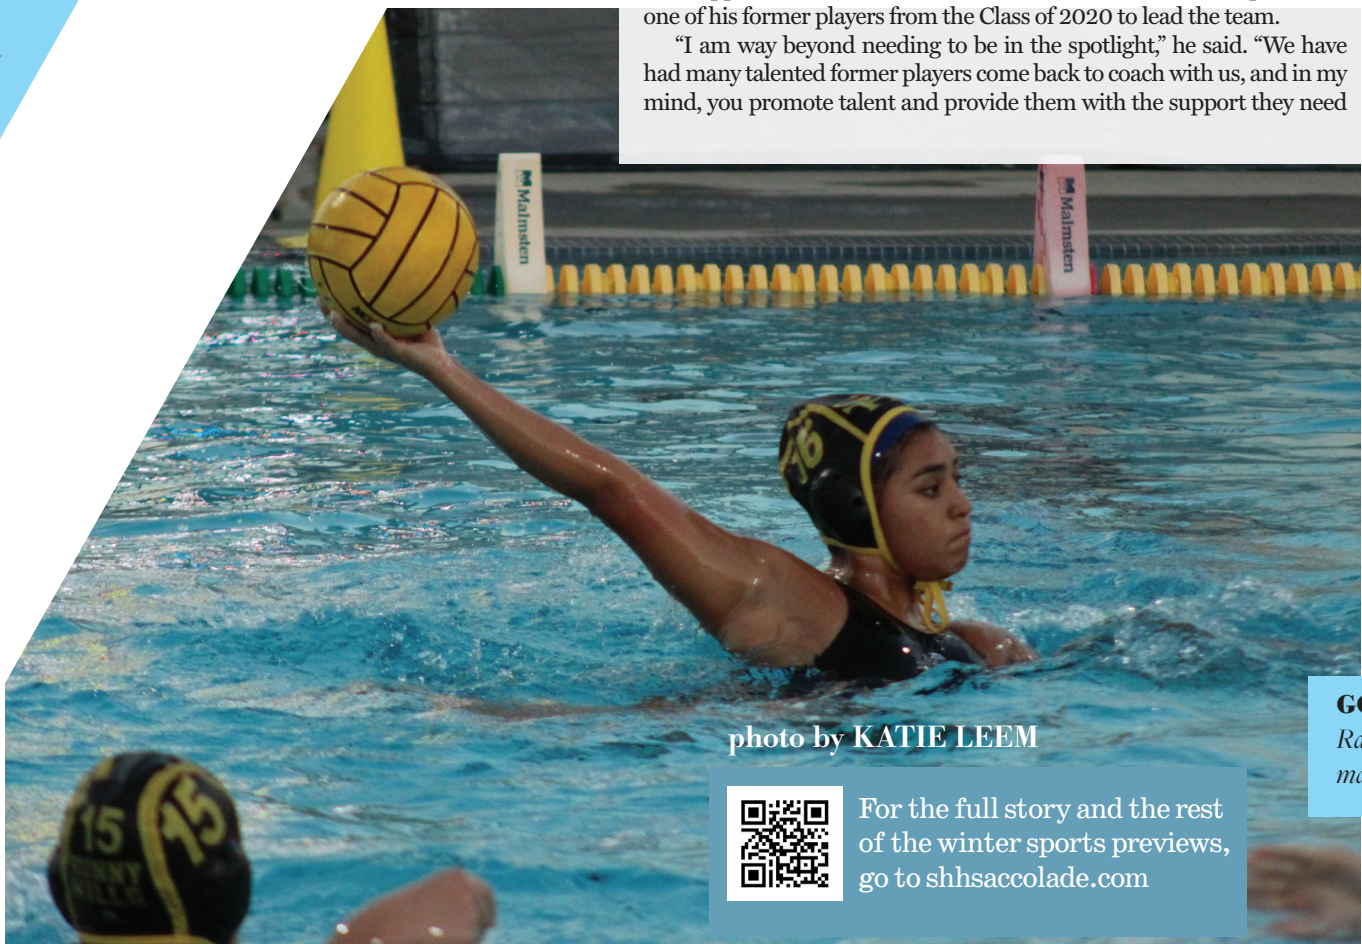 one of his former players from the Class of 2020 to lead the team.
“I am way beyond needing to be in the spotlight,” he said. “We have
had many talented former players come back to coach with us, and in my
mind, you promote talent and provide them with the support they need
Malmsten
Malmsten
16
photo by KATIE LEEM
15
15
SUNNY
HILLS
For the full story and the rest
of the winter sports previews,
go to shhsaccolade.com